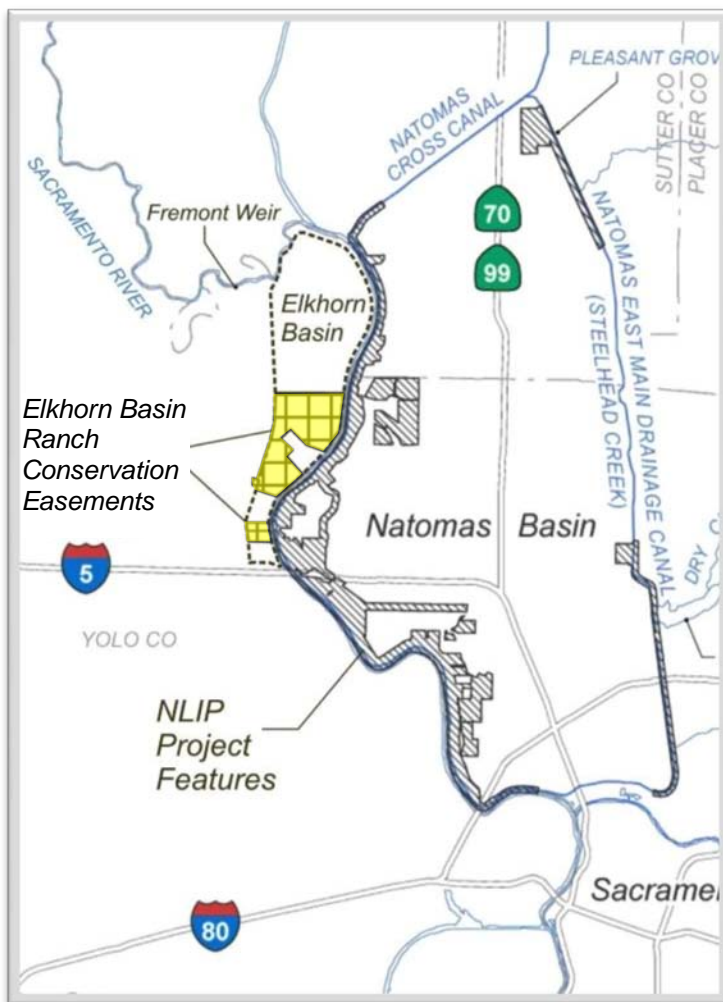 PLEASANT GROV
SUTTER CO
PLACER CO
NATOMAS
CROSS CANAL
SACRAMENTO RIVER
Fremont Weir
70
99
NATOMAS EAST MAIN DRAINAGE CANAL
(STEELHEAD CREEK)
Elkhorn
Basin
Elkhorn Basin
Ranch
Conservation
Easements
Natomas Basin
DRY C
5
YOLO CO
NLIP
Project
Features
Sacrame
80